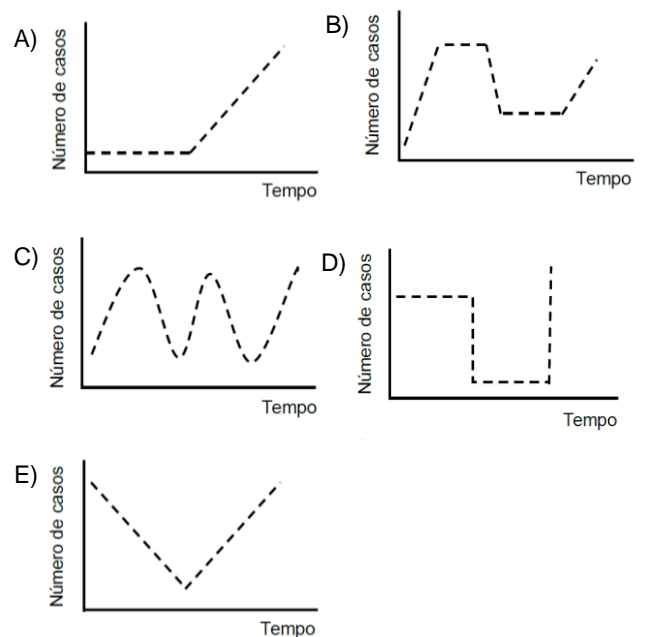 A)
Número de casos
Tempo
B)
Número de casos
Tempo
C)
Número de casos
Tempo
D)
Número de casos
Tempo
E)
Número de casos
Tempo